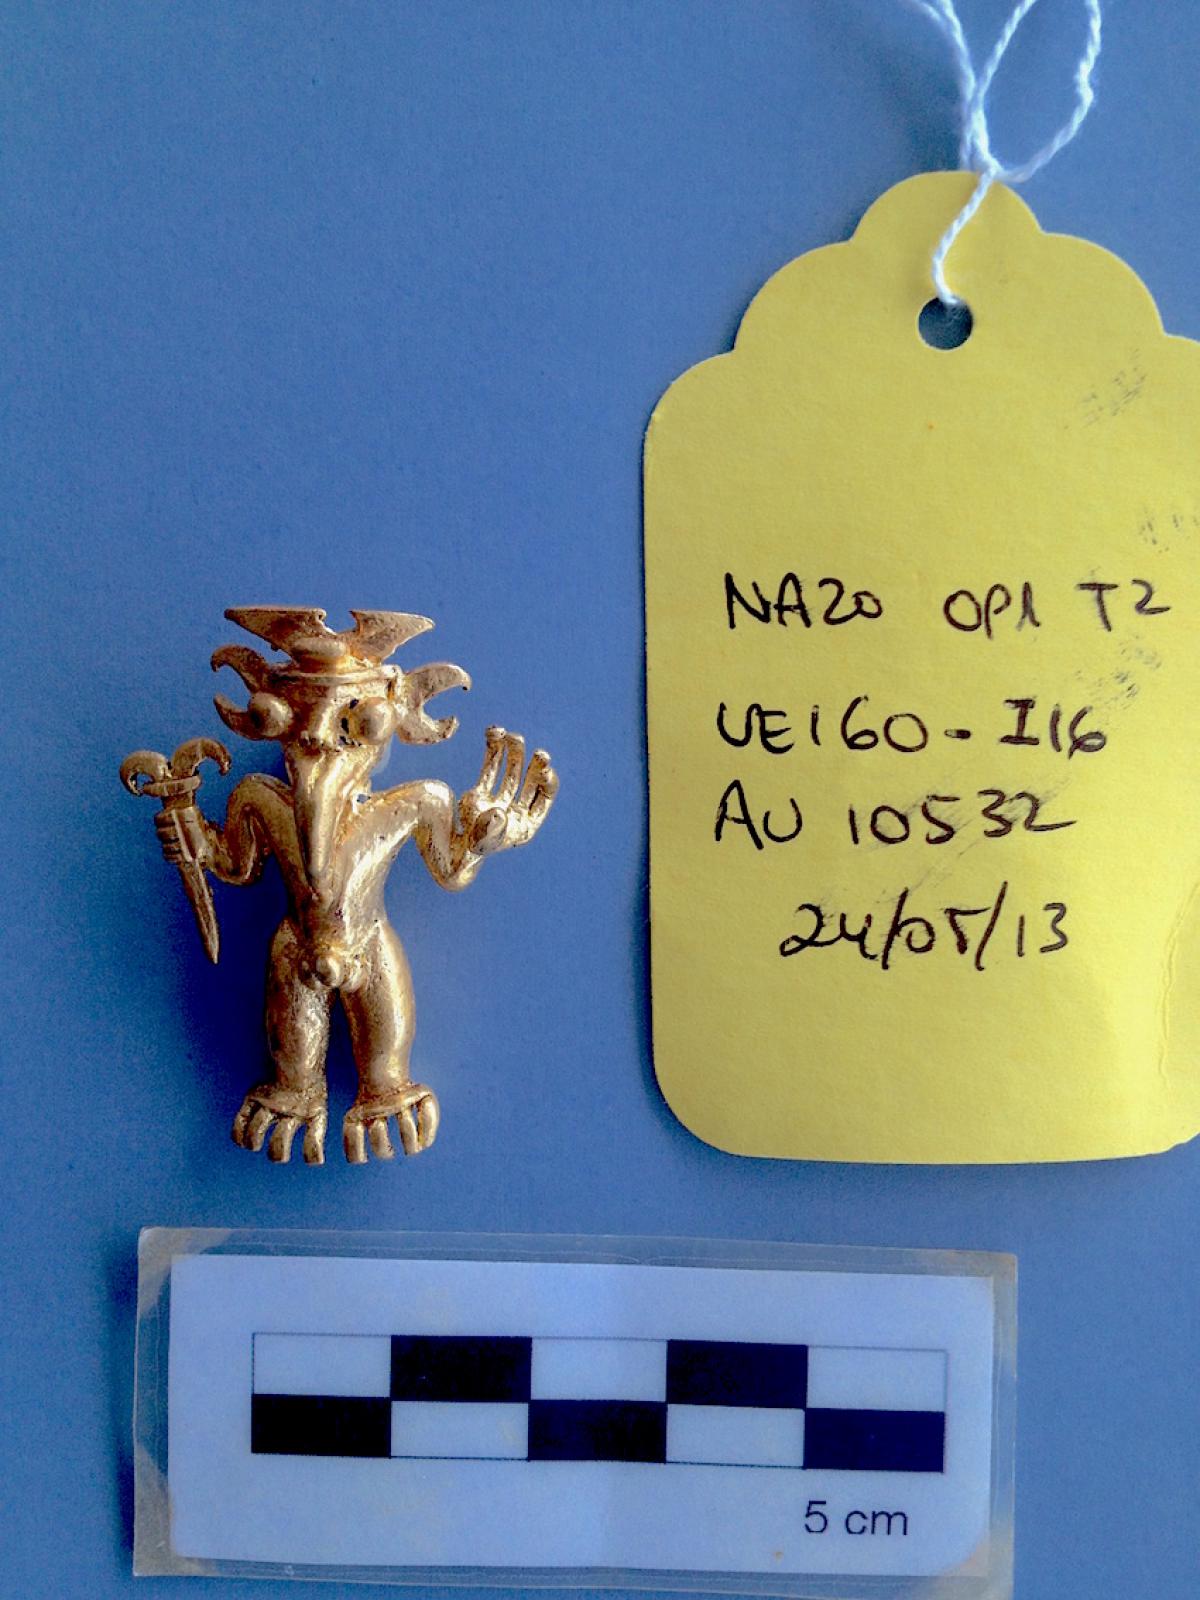 NA20 OP1 T2
UE160-I16
AU 10532
24/05/13
5 cm